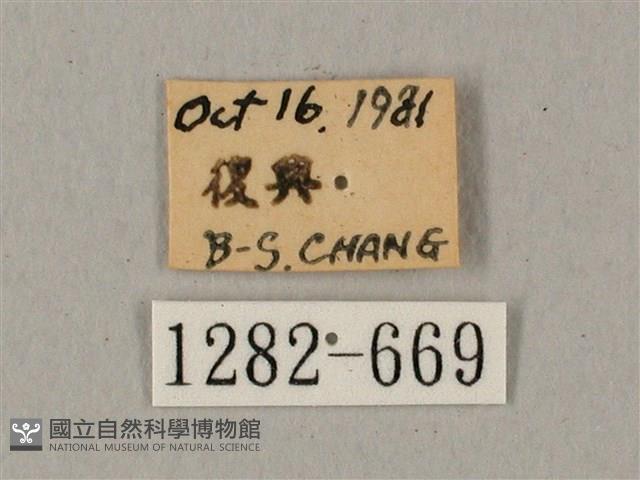 Oct 16, 1981
復興
B-S. CHANG
1282-669
國立自然科學博物館
NATIONAL MUSEUM OF NATURAL SCIENCE